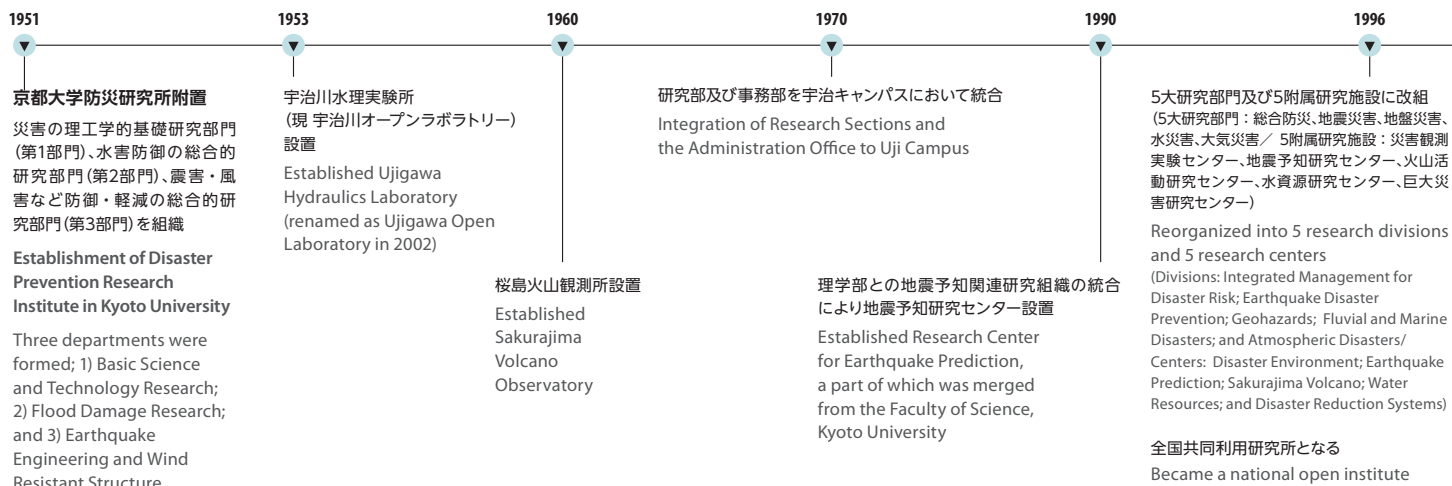 1951
京都大学防災研究所附置
災害の理工学的基礎研究部門
(第1部門)、水害防御の総合的
研究部門(第2部門)、震害・風
害など防御・軽減の総合的研
究部門(第3部門)を組織
Establishment of Disaster
Prevention Research
Institute in Kyoto University
Three departments were
formed; 1) Basic Science
and Technology Research;
2) Flood Damage Research;
and 3) Earthquake
Engineering and Wind
Resistant Structure
1953
宇治川水理実験所
(現 宇治川オープンラボラトリー)
設置
Established Ujigawa
Hydraulics Laboratory
(renamed as Ujigawa Open
Laboratory in 2002)
1960
桜島火山観測所設置
Established
Sakurajima
Volcano
Observatory
1970
研究部及び事務部を宇治キャンパスにおいて統合
Integration of Research Sections and
the Administration Office to Uji Campus
1990
理学部との地震予知関連研究組織の統合
により地震予知研究センター設置
Established Research Center
for Earthquake Prediction,
a part of which was merged
from the Faculty of Science,
Kyoto University
1996
5大研究部門及び5附属研究施設に改組
(5大研究部門:総合防災、地震災害、地盤災害、
水災害、大気災害/ 5附属研究施設:災害観測
実験センター、地震予知研究センター、火山活
動研究センター、水資源研究センター、巨大災
害研究センター)
Reorganized into 5 research divisions
and 5 research centers
(Divisions: Integrated Management for
Disaster Risk; Earthquake Disaster
Prevention; Geohazards; Fluvial and Marine
Disasters; and Atmospheric Disasters/
Centers: Disaster Environment; Earthquake
Prediction; Sakurajima Volcano; Water
Resources; and Disaster Reduction Systems)
全国共同利用研究所となる
Became a national open institute